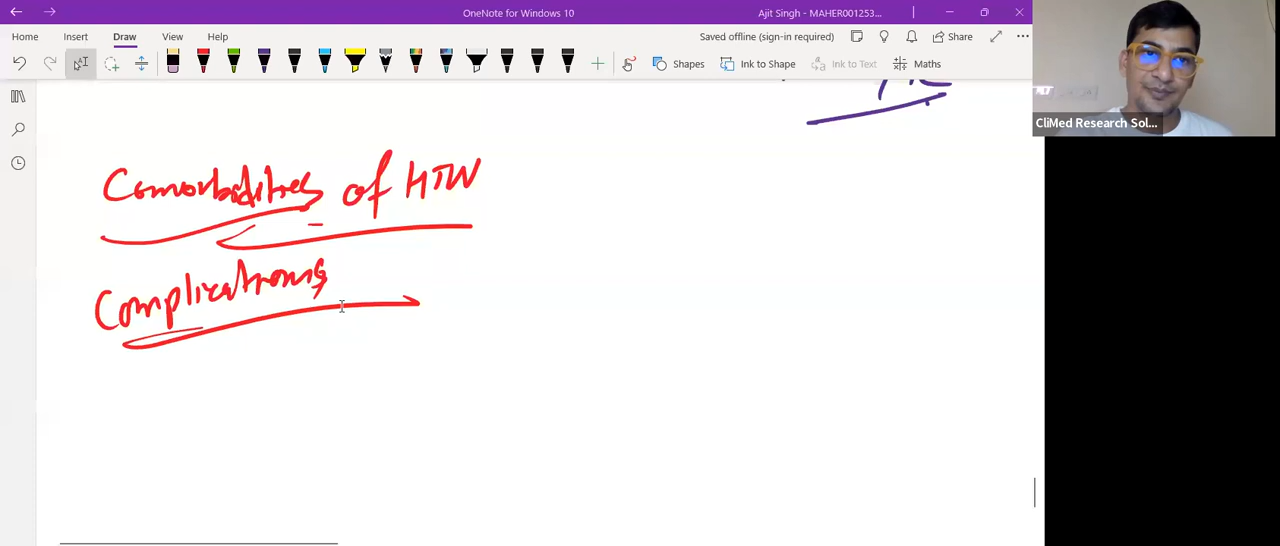 OneNote for Windows 10
Ajit Singh - MAHER001253...
Home Insert Draw View Help
Saved offline (sign-in required) Share
Shapes Ink to Shape Ink to Text Maths
CliMed Research Sol...
Comorbidities of HTN
Complications